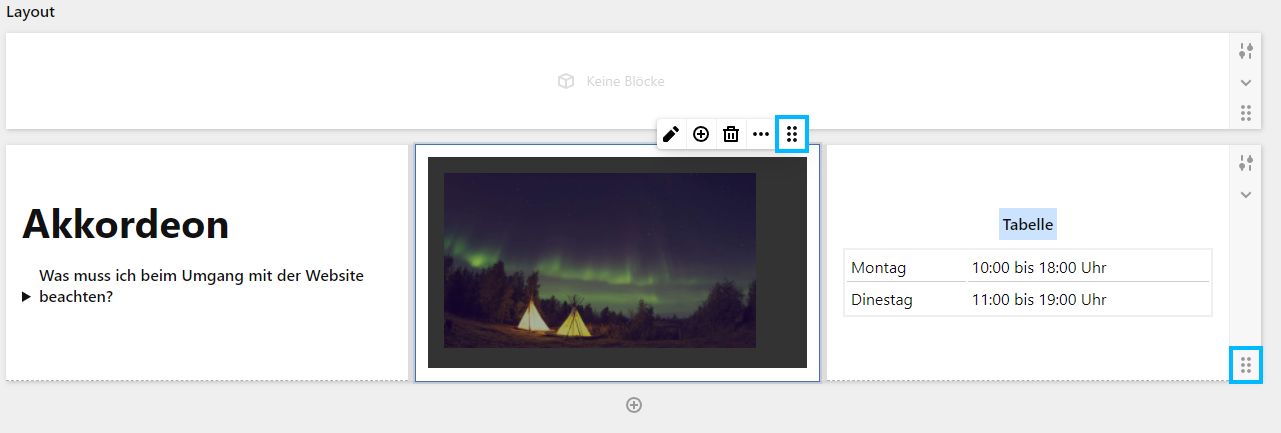 Layout
Keine Blöcke
Akkordeon
Was muss ich beim Umgang mit der Website
beachten?
Tabelle
Montag 10:00 bis 18:00 Uhr
Dinestag 11:00 bis 19:00 Uhr